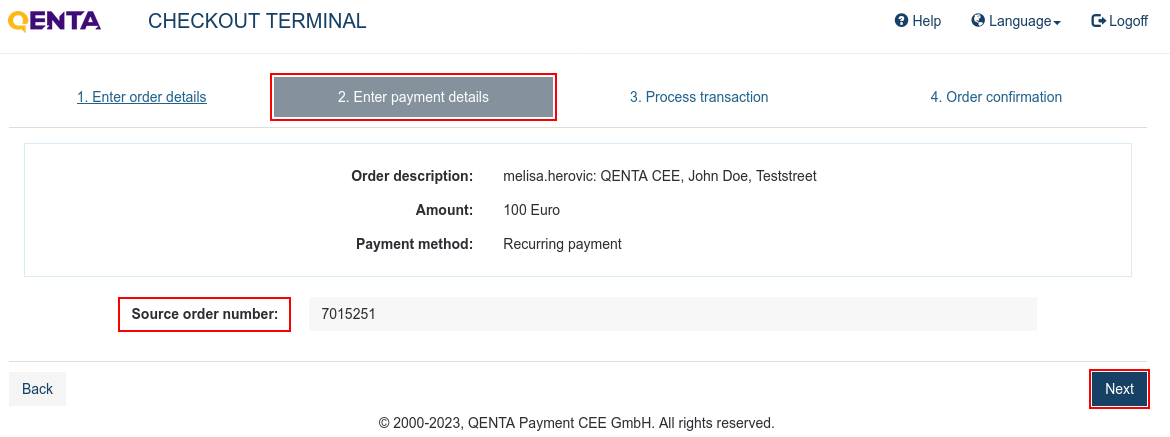 QENTA CHECKOUT TERMINAL Help Language Logoff
1. Enter order details 2. Enter payment details 3. Process transaction 4. Order confirmation
Order description: melisa.herovic: QENTA CEE, John Doe, Teststreet
Amount: 100 Euro
Payment method: Recurring payment
Source order number: 7015251
Back Next
© 2000-2023, QENTA Payment CEE GmbH. All rights reserved.